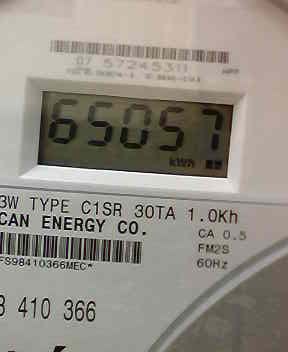 07 57245311
65057
kWh
3W TYPE C1SR 30TA 1.0Kh
CAN ENERGY CO. CA 0.5
FM2S
FS98410366MEC* 60Hz
8 410 366